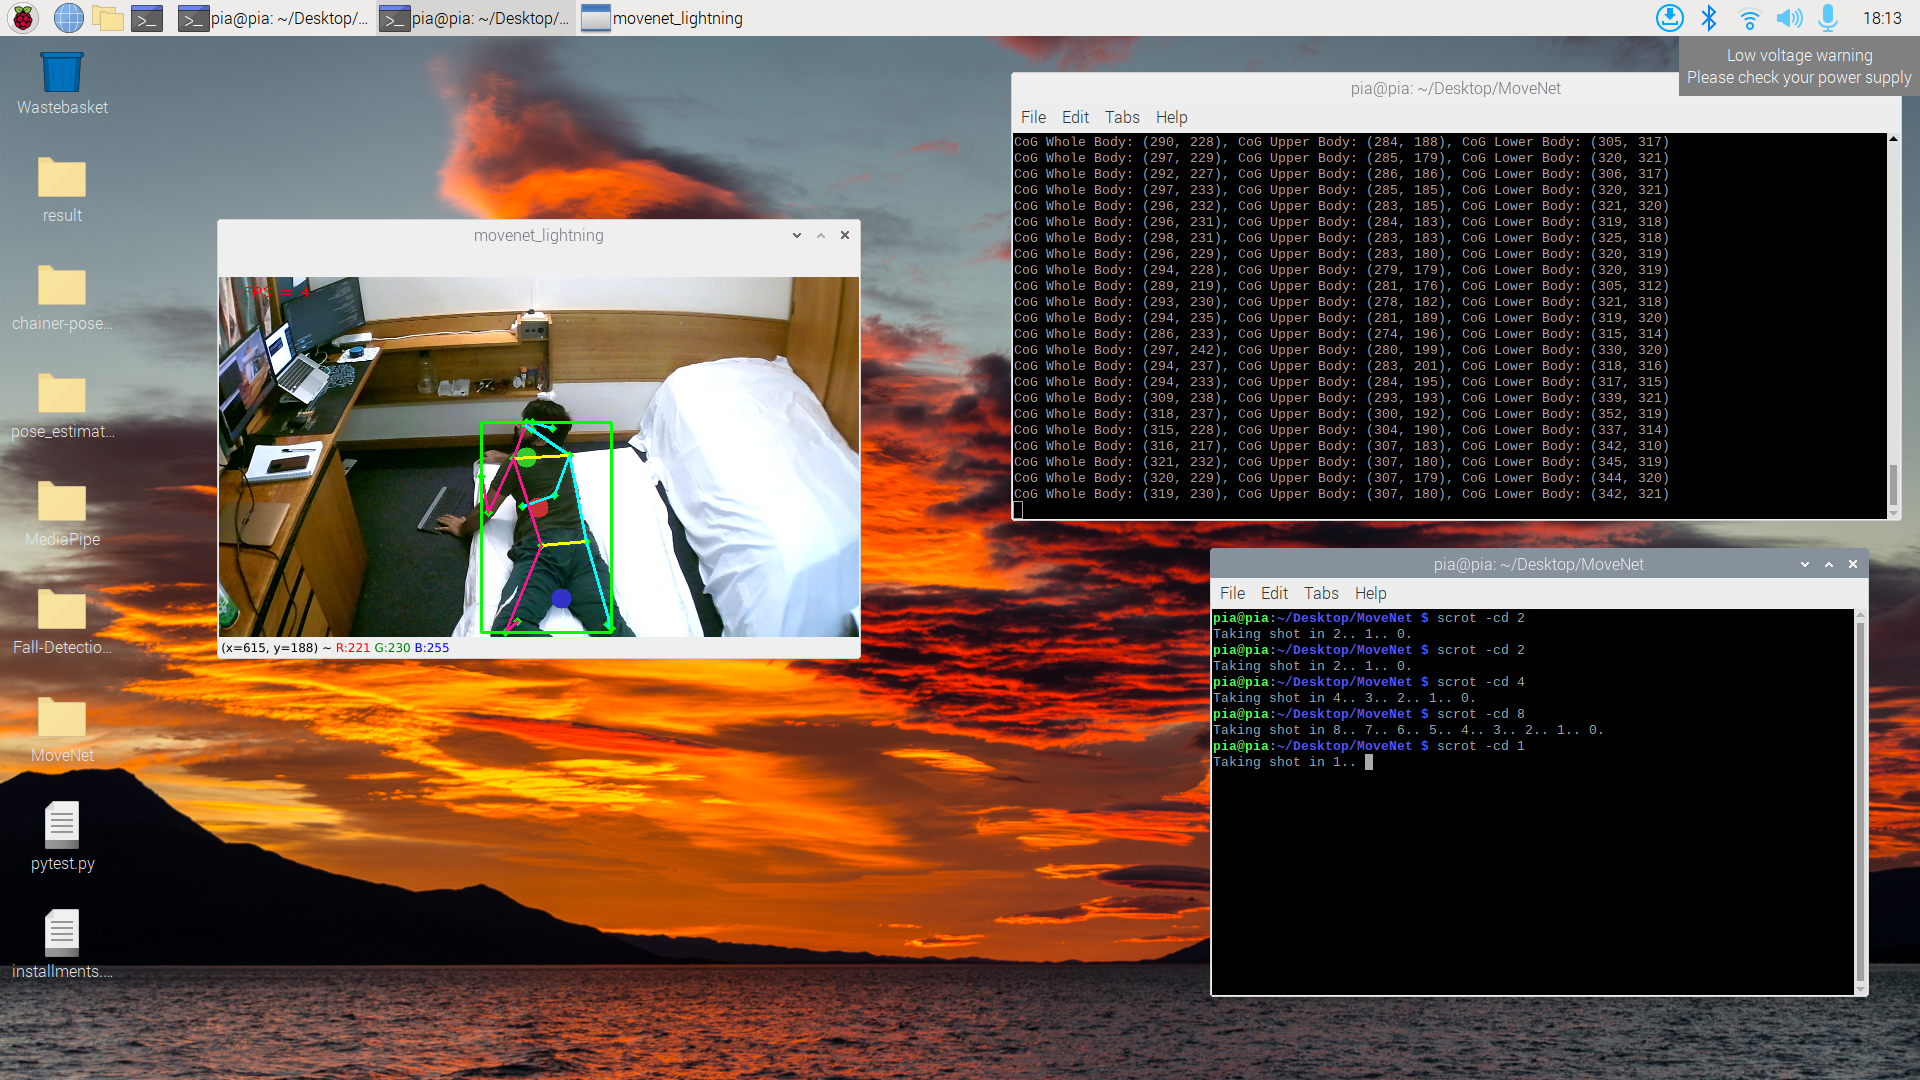 pia@pia: ~/Desktop/...
pia@pia: ~/Desktop/...
movenet_lightning
18:13
Low voltage warning
Please check your power supply
Wastebasket
result
chainer-pose...
pose_estimat...
MediaPipe
Fall-Detectio...
MoveNet
pytest.py
installments....
movenet_lightning
FPS = 4
(x=615, y=188) ~ R:221 G:230 B:255
pia@pia: ~/Desktop/MoveNet
File Edit Tabs Help
CoG Whole Body: (290, 228), CoG Upper Body: (284, 188), CoG Lower Body: (305, 317)
CoG Whole Body: (297, 229), CoG Upper Body: (285, 179), CoG Lower Body: (320, 321)
CoG Whole Body: (292, 227), CoG Upper Body: (286, 186), CoG Lower Body: (306, 317)
CoG Whole Body: (297, 233), CoG Upper Body: (285, 185), CoG Lower Body: (320, 321)
CoG Whole Body: (296, 232), CoG Upper Body: (283, 185), CoG Lower Body: (321, 320)
CoG Whole Body: (296, 231), CoG Upper Body: (284, 183), CoG Lower Body: (319, 318)
CoG Whole Body: (298, 231), CoG Upper Body: (283, 183), CoG Lower Body: (325, 318)
CoG Whole Body: (296, 229), CoG Upper Body: (283, 180), CoG Lower Body: (320, 319)
CoG Whole Body: (294, 228), CoG Upper Body: (279, 179), CoG Lower Body: (320, 319)
CoG Whole Body: (289, 219), CoG Upper Body: (281, 176), CoG Lower Body: (305, 312)
CoG Whole Body: (293, 230), CoG Upper Body: (278, 182), CoG Lower Body: (321, 318)
CoG Whole Body: (294, 235), CoG Upper Body: (281, 189), CoG Lower Body: (319, 320)
CoG Whole Body: (286, 233), CoG Upper Body: (274, 196), CoG Lower Body: (315, 314)
CoG Whole Body: (297, 242), CoG Upper Body: (280, 199), CoG Lower Body: (330, 320)
CoG Whole Body: (294, 237), CoG Upper Body: (283, 201), CoG Lower Body: (318, 316)
CoG Whole Body: (294, 233), CoG Upper Body: (284, 195), CoG Lower Body: (317, 315)
CoG Whole Body: (309, 238), CoG Upper Body: (293, 193), CoG Lower Body: (339, 321)
CoG Whole Body: (318, 237), CoG Upper Body: (300, 192), CoG Lower Body: (352, 319)
CoG Whole Body: (315, 228), CoG Upper Body: (304, 190), CoG Lower Body: (337, 314)
CoG Whole Body: (316, 217), CoG Upper Body: (307, 183), CoG Lower Body: (342, 310)
CoG Whole Body: (321, 232), CoG Upper Body: (307, 180), CoG Lower Body: (345, 319)
CoG Whole Body: (320, 229), CoG Upper Body: (307, 179), CoG Lower Body: (344, 320)
CoG Whole Body: (319, 230), CoG Upper Body: (307, 180), CoG Lower Body: (342, 321)
pia@pia: ~/Desktop/MoveNet
File Edit Tabs Help
pia@pia:~/Desktop/MoveNet $ scrot -cd 2
Taking shot in 2.. 1.. 0.
pia@pia:~/Desktop/MoveNet $ scrot -cd 2
Taking shot in 2.. 1.. 0.
pia@pia:~/Desktop/MoveNet $ scrot -cd 4
Taking shot in 4.. 3.. 2.. 1.. 0.
pia@pia:~/Desktop/MoveNet $ scrot -cd 8
Taking shot in 8.. 7.. 6.. 5.. 4.. 3.. 2.. 1.. 0.
pia@pia:~/Desktop/MoveNet $ scrot -cd 1
Taking shot in 1..